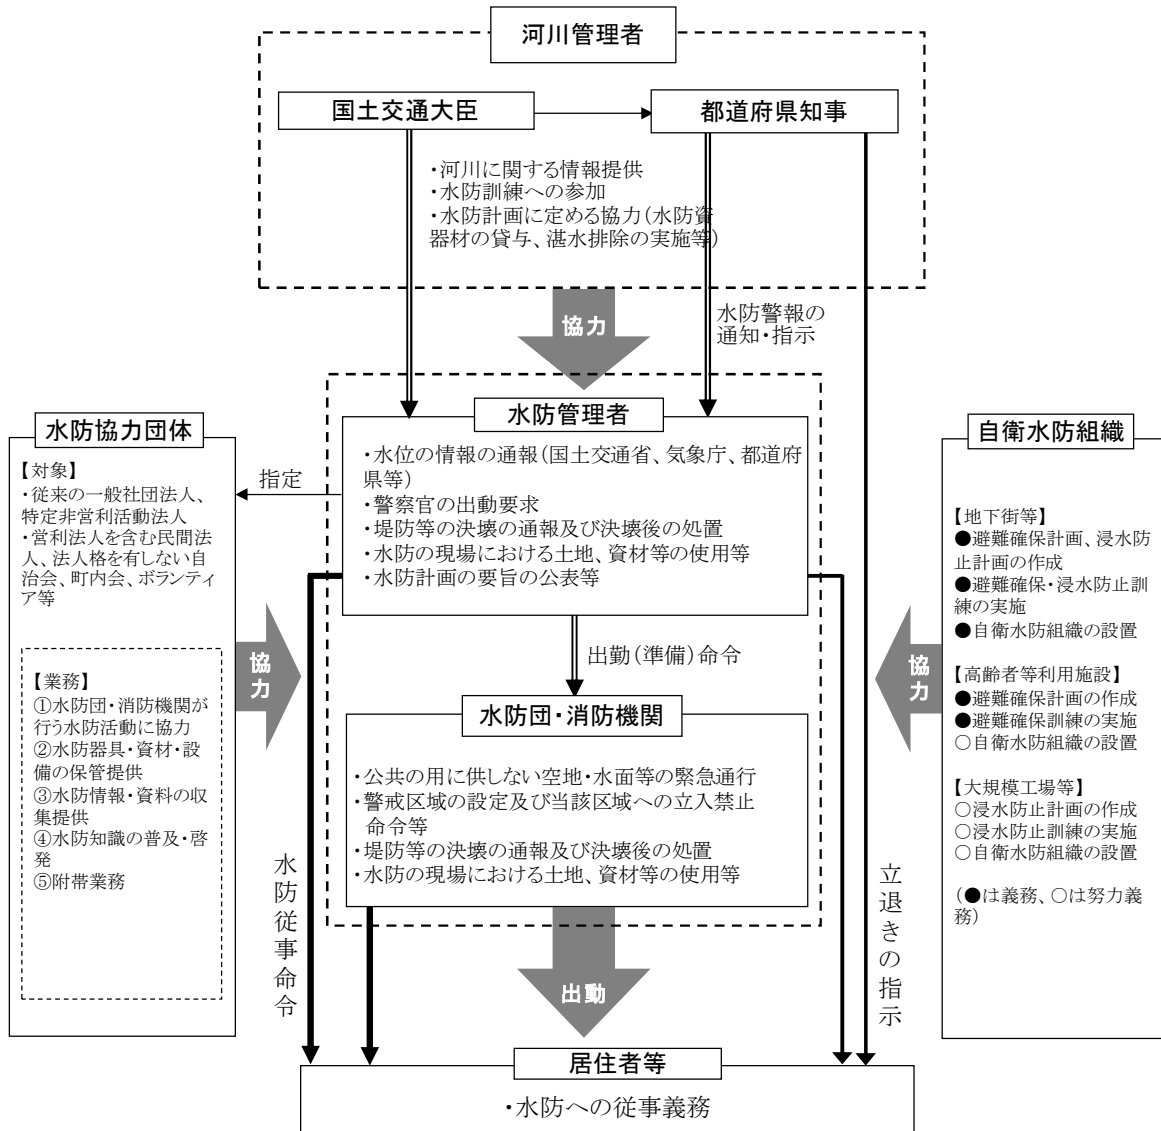 河川管理者
国土交通大臣
都道府県知事
・河川に関する情報提供
・水防訓練への参加
・水防計画に定める協力(水防資
器材の貸与、湛水排除の実施等)
協力
水防警報の
通知・指示
水防管理者
・水位の情報の通報(国土交通省、気象庁、都道府
県等)
・警察官の出動要求
・堤防等の決壊の通報及び決壊後の処置
・水防の現場における土地、資材等の使用等
・水防計画の要旨の公表等
指定
水防協力団体
【対象】
・従来の一般社団法人、
特定非営利活動法人
・営利法人を含む民間法
人、法人格を有しない自
治会、町内会、ボランティ
ア等
【業務】
①水防団・消防機関が
行う水防活動に協力
②水防器具・資材・設
備の保管提供
③水防情報・資料の収
集提供
④水防知識の普及・啓
発
⑤附帯業務
協力
出勤(準備)命令
水防団・消防機関
・公共の用に供しない空地・水面等の緊急通行
・警戒区域の設定及び当該区域への立入禁止
命令等
・堤防等の決壊の通報及び決壊後の処置
・水防の現場における土地、資材等の使用等
協力
自衛水防組織
【地下街等】
●避難確保計画、浸水防
止計画の作成
●避難確保・浸水防止訓
練の実施
●自衛水防組織の設置
【高齢者等利用施設】
●避難確保計画の作成
●避難確保訓練の実施
○自衛水防組織の設置
【大規模工場等】
○浸水防止計画の作成
○浸水防止訓練の実施
○自衛水防組織の設置
(●は義務、○は努力義
務)
水防従事命令
出動
立退きの指示
居住者等
・水防への従事義務